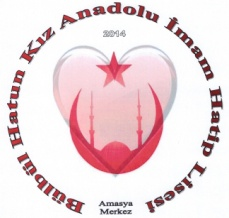 Bülbül Hatun Kız Anadolu İmam Hatip Lisesi
2014
Amasya
Merkez